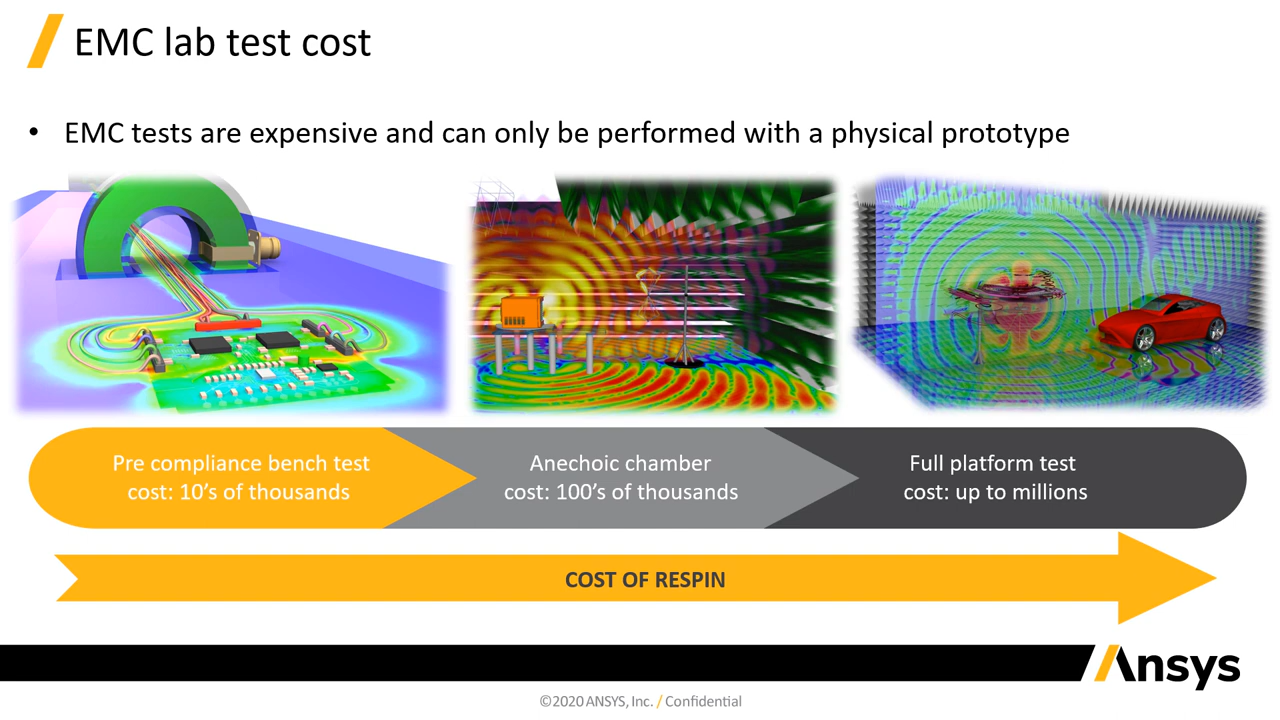 EMC lab test cost
• EMC tests are expensive and can only be performed with a physical prototype
Pre compliance bench test
cost: 10's of thousands
Anechoic chamber
cost: 100's of thousands
Full platform test
cost: up to millions
COST OF RESPIN
Ansys
©2020 ANSYS, Inc. / Confidential